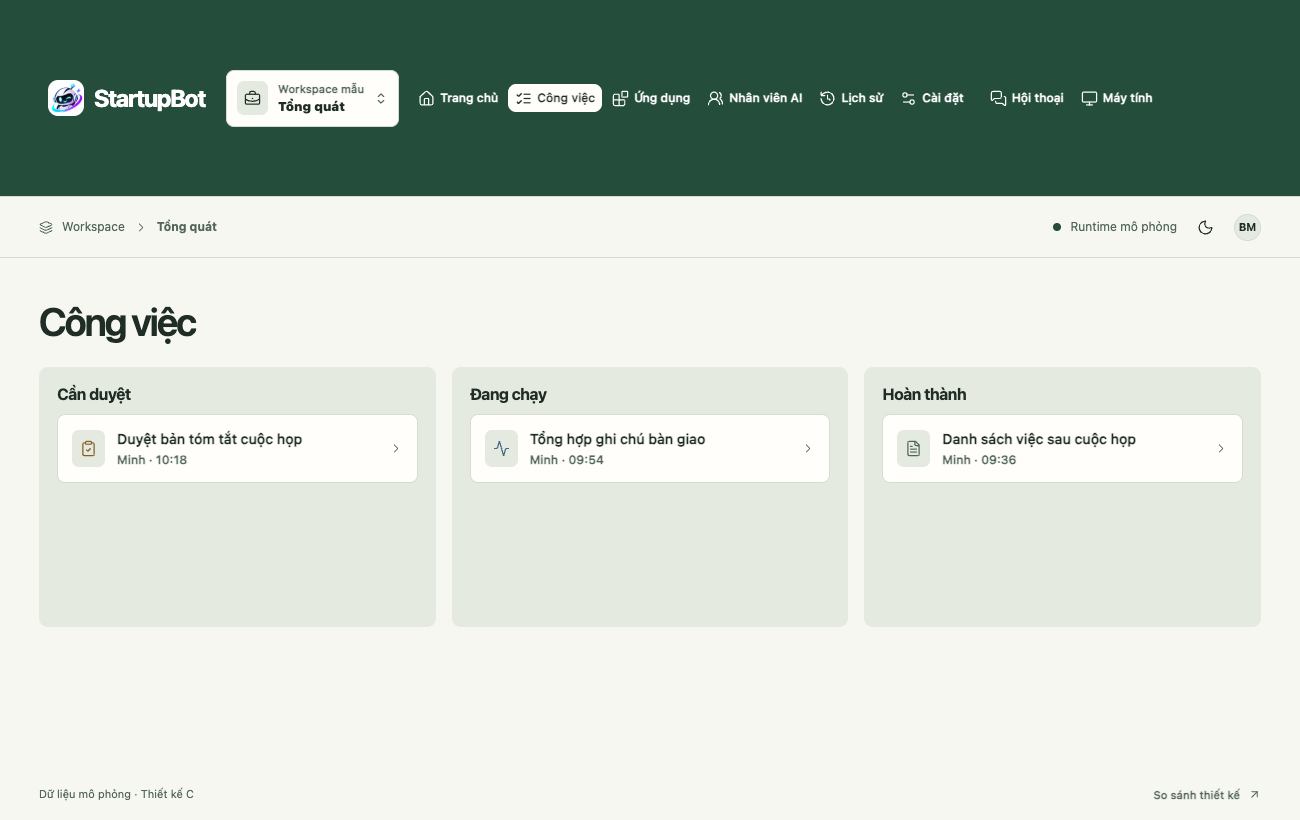 StartupBot
Workspace mẫu
Tổng quát
Trang chủ
Công việc
Ứng dụng
Nhân viên AI
Lịch sử
Cài đặt
Hội thoại
Máy tính
Workspace
Tổng quát
Runtime mô phỏng
BM
Công việc
Cần duyệt
Duyệt bản tóm tắt cuộc họp
Minh · 10:18
Đang chạy
Tổng hợp ghi chú bàn giao
Minh · 09:54
Hoàn thành
Danh sách việc sau cuộc họp
Minh · 09:36
Dữ liệu mô phỏng · Thiết kế C
So sánh thiết kế